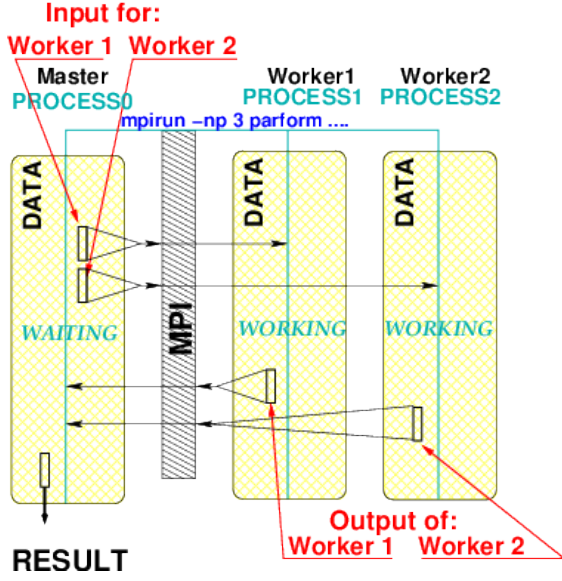 Input for:
Worker 1 Worker 2
Master Worker1 Worker2
PROCESS0 PROCESS1 PROCESS2
mpirun −np 3 parform ....
DATA DATA DATA
MPI
WAITING WORKING WORKING
Output of:
Worker 1 Worker 2
RESULT